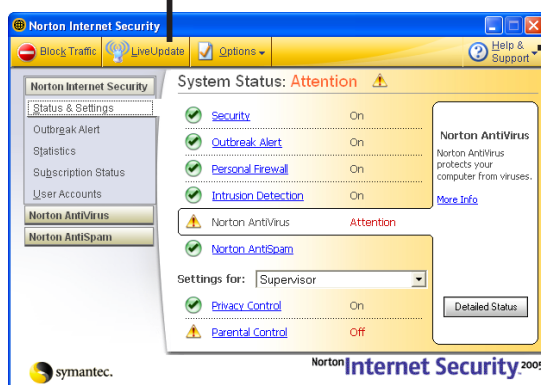 Norton Internet Security
Block Traffic LiveUpdate Options Help & Support
Norton Internet Security
Status & Settings
Outbreak Alert
Statistics
Subscription Status
User Accounts
Norton AntiVirus
Norton AntiSpam
System Status: Attention
Security On
Outbreak Alert On
Personal Firewall On
Intrusion Detection On
Norton AntiVirus Attention
Norton AntiSpam
Settings for: Supervisor
Privacy Control On
Parental Control Off
Norton AntiVirus
Norton AntiVirus
protects your
computer from viruses.
More Info
Detailed Status
symantec.
Norton Internet Security 2005